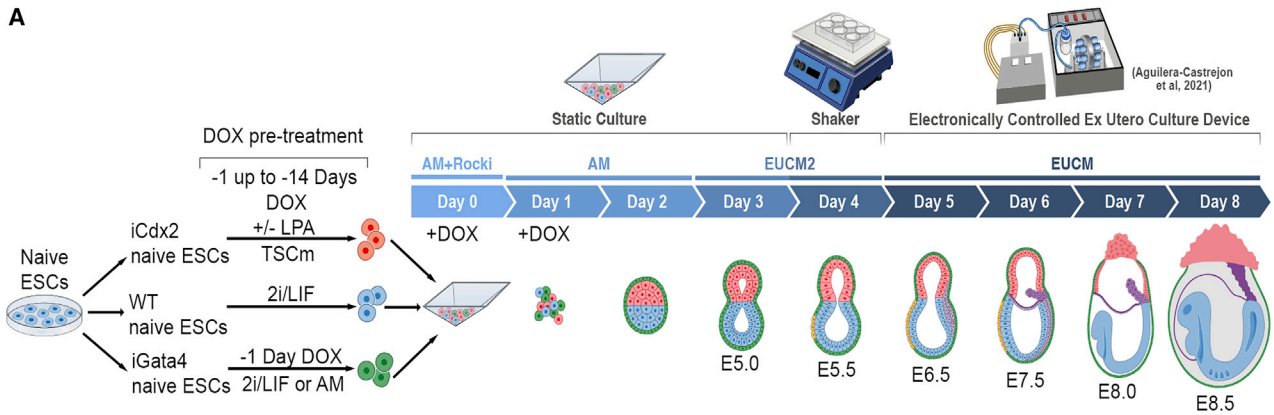 A
(Aguilera-Castrejon
et al, 2021)
Static Culture
Shaker
Electronically Controlled Ex Utero Culture Device
DOX pre-treatment
-1 up to -14 Days
DOX
AM+Rocki
AM
EUCM2
EUCM
Day 0
Day 1
Day 2
Day 3
Day 4
Day 5
Day 6
Day 7
Day 8
+DOX
+DOX
Naive
ESCs
iCdx2
naive ESCs
+/- LPA
TSCm
WT
naive ESCs
2i/LIF
iGata4
naive ESCs
-1 Day DOX
2i/LIF or AM
E5.0
E5.5
E6.5
E7.5
E8.0
E8.5